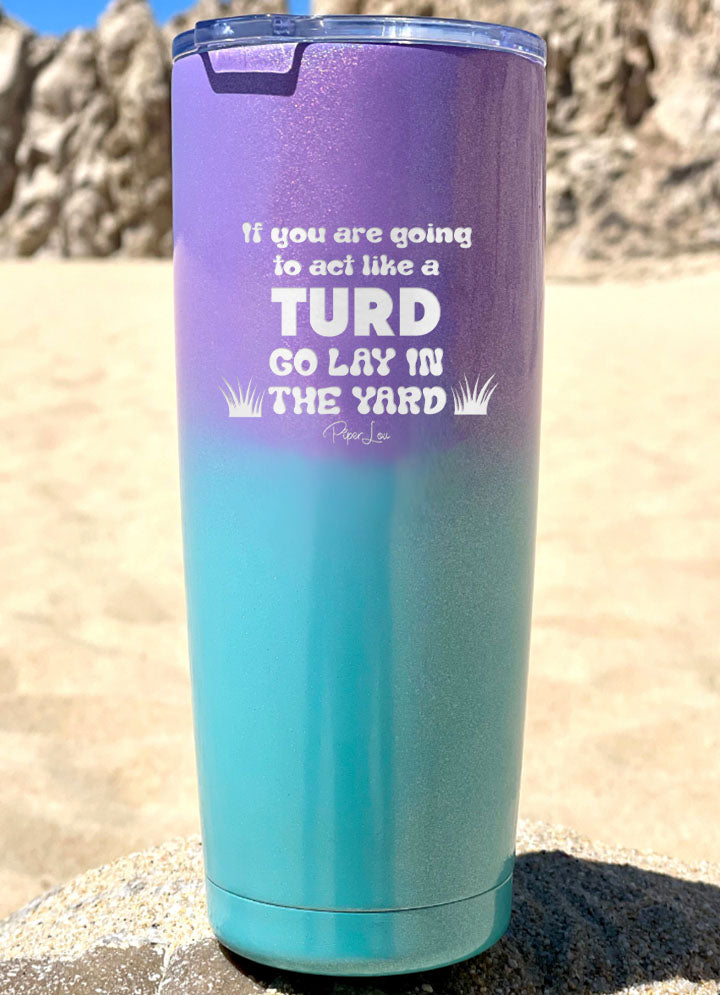 If you are going
to act like a
TURD
GO LAY IN
THE YARD
Piper Lou